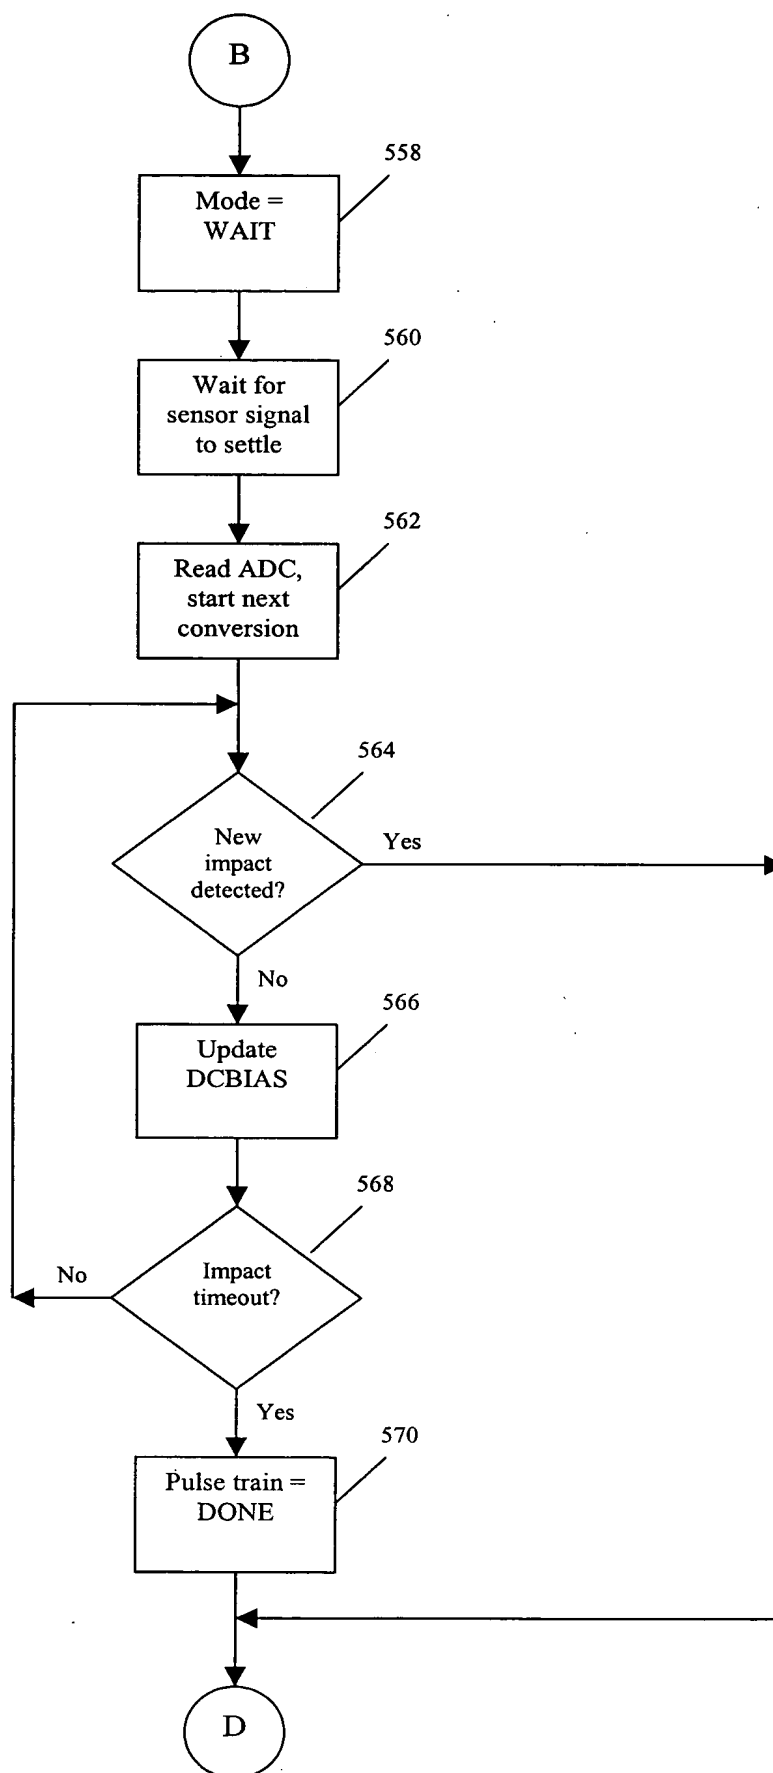 B
558
Mode =
WAIT
560
Wait for
sensor signal
to settle
562
Read ADC,
start next
conversion
564
New
impact
detected?
Yes
No
566
Update
DCBIAS
568
Impact
timeout?
No
Yes
570
Pulse train =
DONE
D